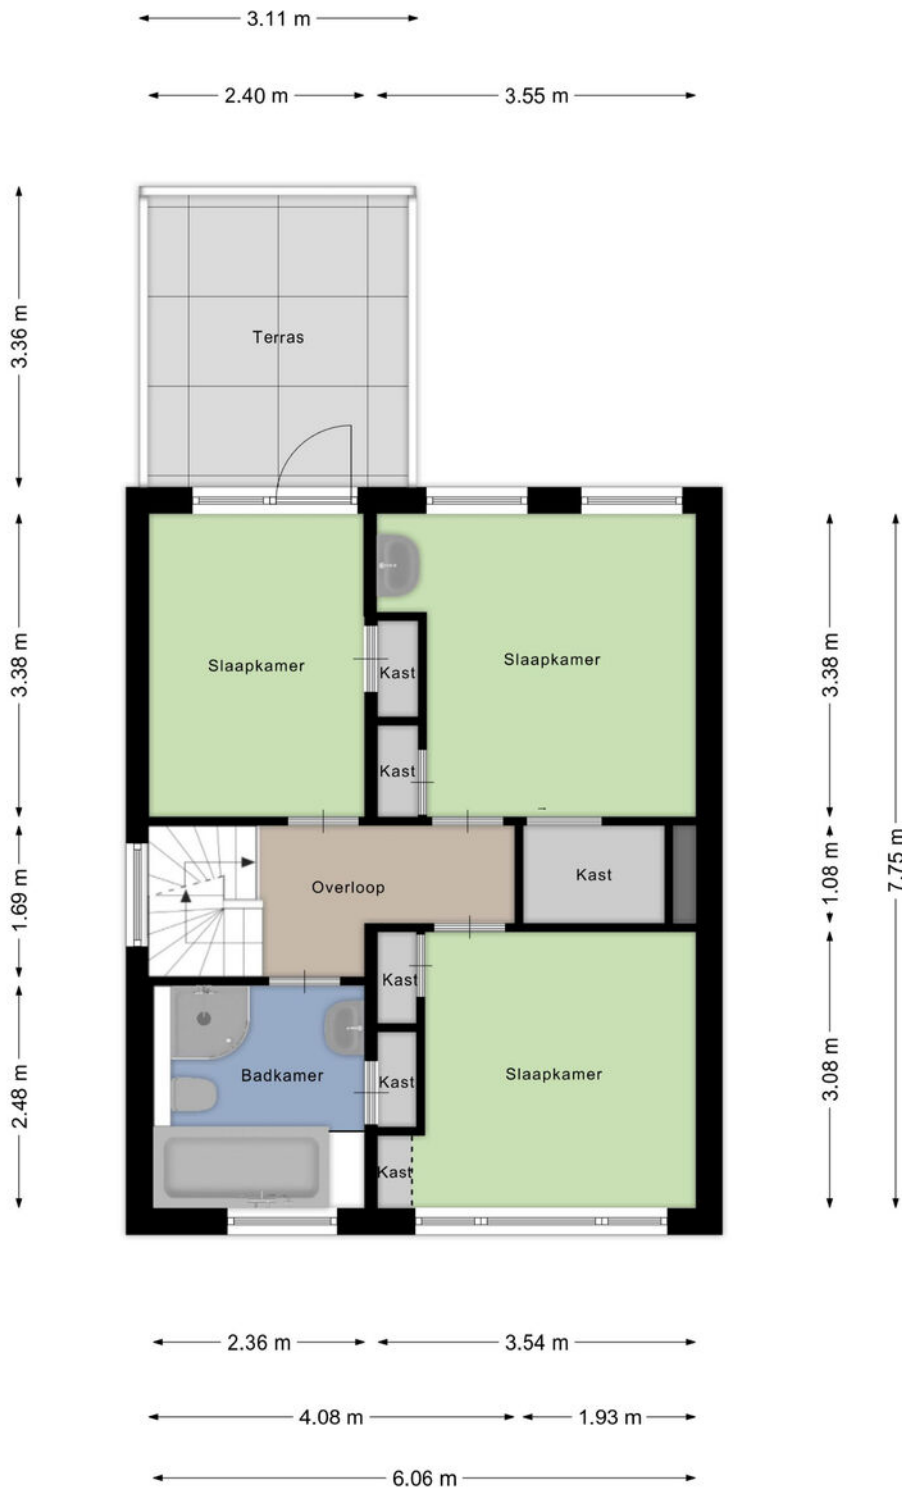 3.11 m
2.40 m
3.55 m
3.36 m
Terras
3.38 m
Slaapkamer
Kast
Slaapkamer
3.38 m
7.75 m
Kast
1.69 m
Overloop
Kast
1.08 m
Kast
2.48 m
Badkamer
Kast
Slaapkamer
3.08 m
Kast
2.36 m
3.54 m
4.08 m
1.93 m
6.06 m